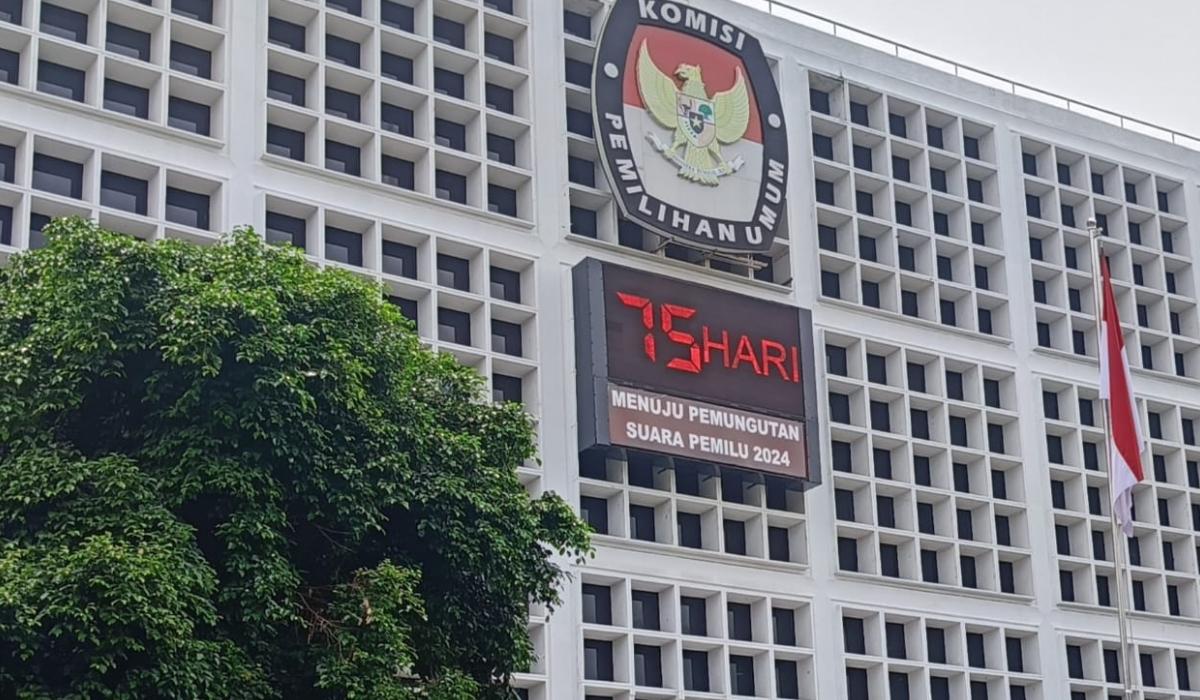 KOMISI
PEMILIHAN UMUM
75 HARI
MENUJU PEMUNGUTAN
SUARA PEMILU 2024